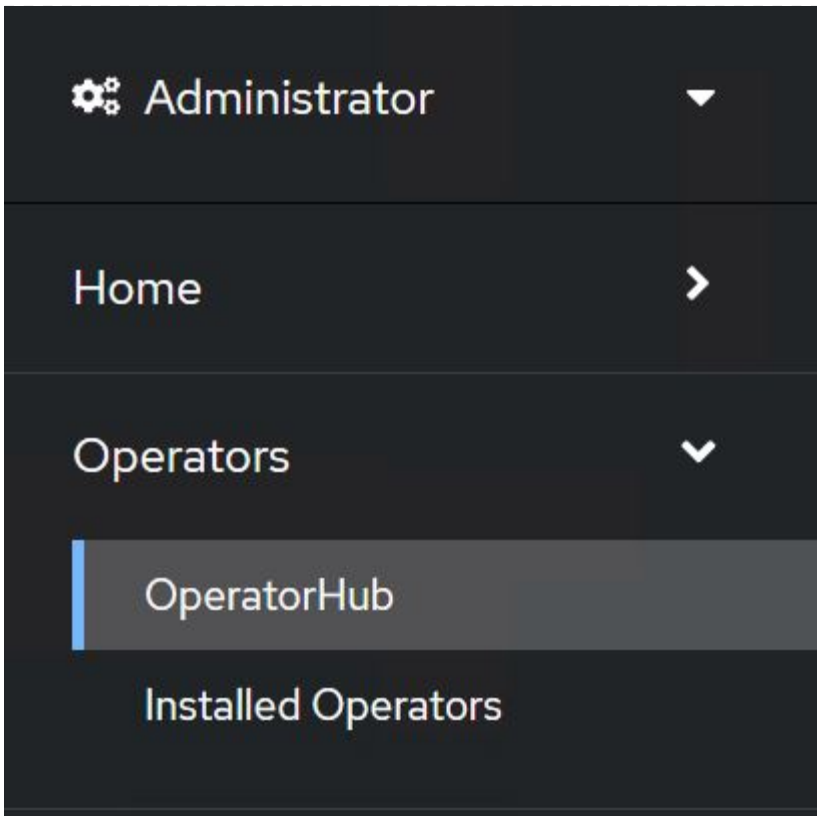 Administrator
Home
Operators
OperatorHub
Installed Operators